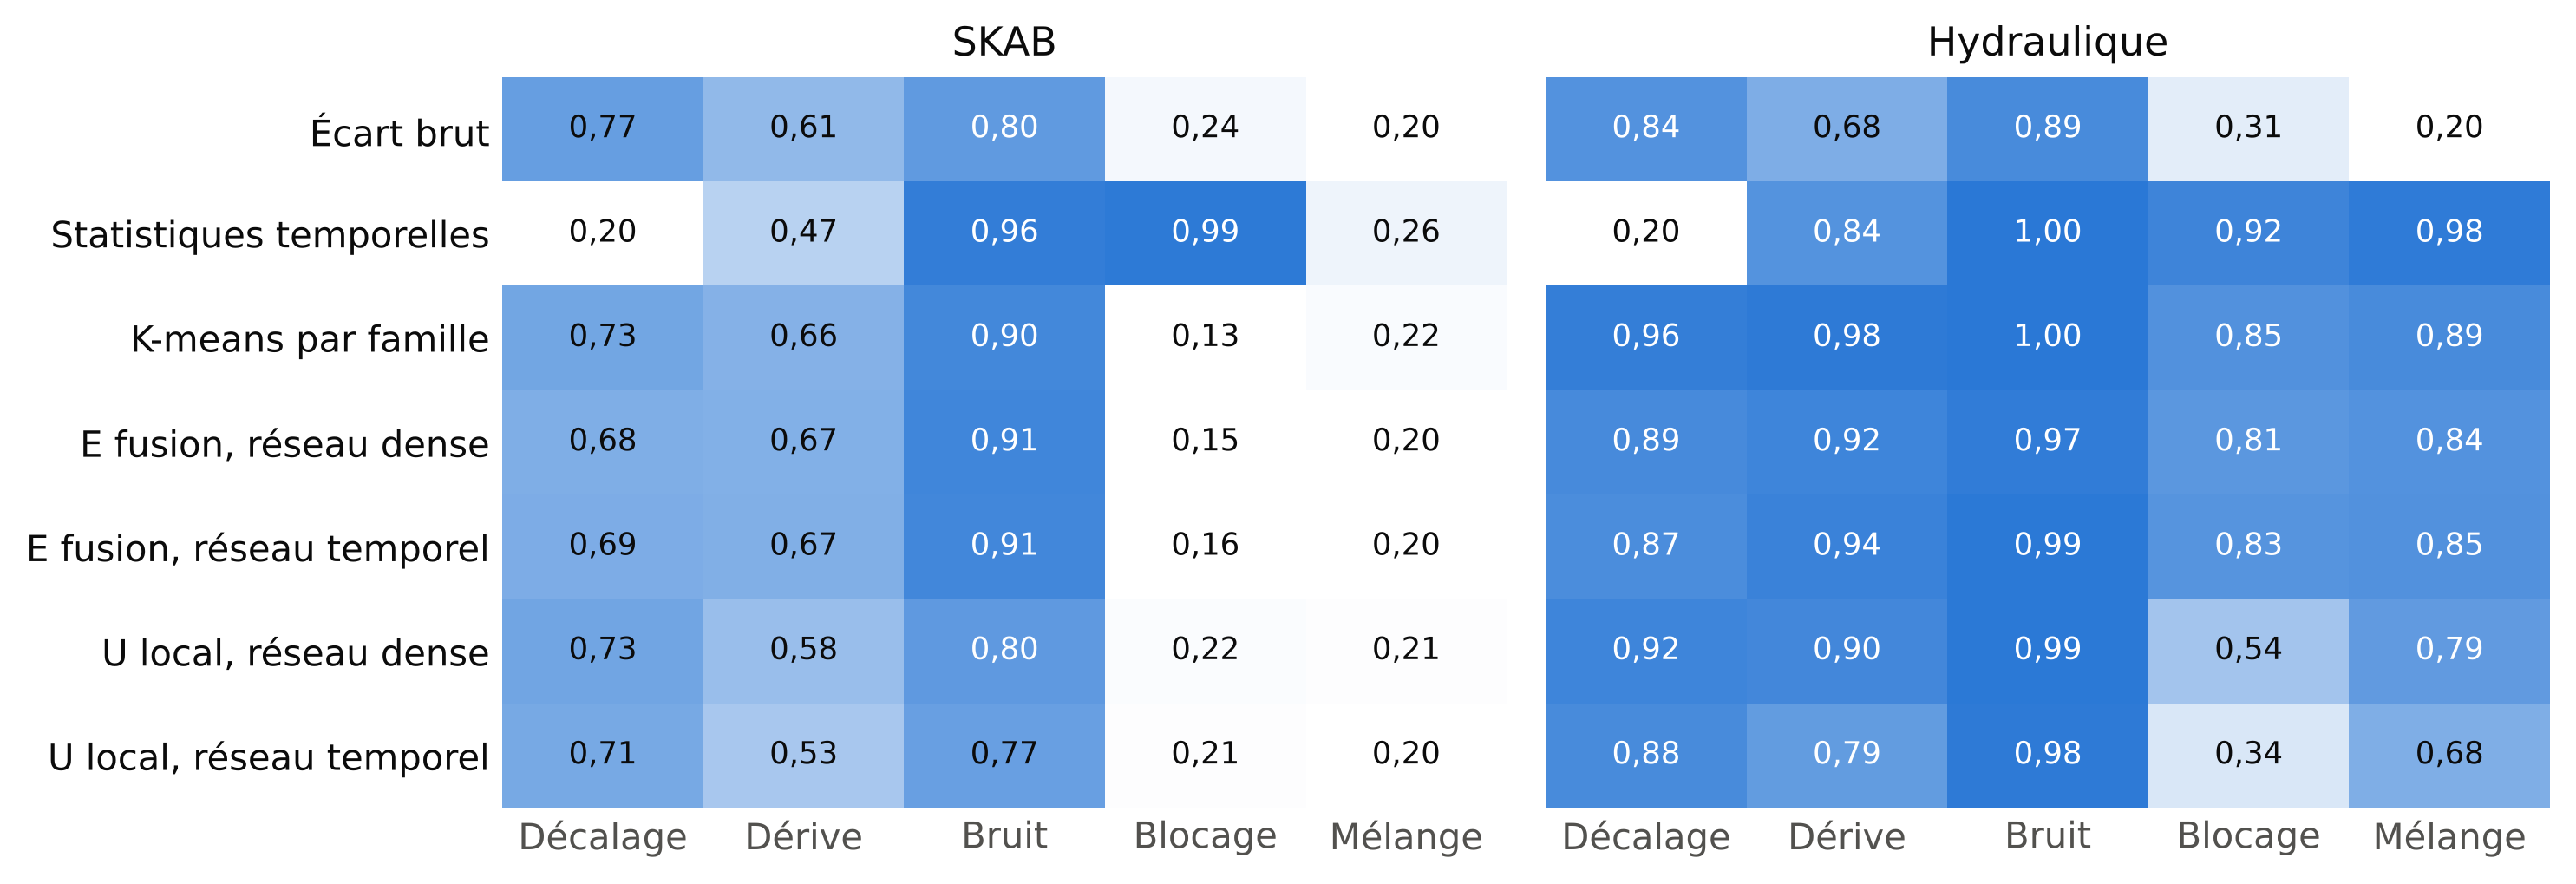 SKAB Hydraulique
Écart brut 0,77 0,61 0,80 0,24 0,20 0,84 0,68 0,89 0,31 0,20
Statistiques temporelles 0,20 0,47 0,96 0,99 0,26 0,20 0,84 1,00 0,92 0,98
K-means par famille 0,73 0,66 0,90 0,13 0,22 0,96 0,98 1,00 0,85 0,89
E fusion, réseau dense 0,68 0,67 0,91 0,15 0,20 0,89 0,92 0,97 0,81 0,84
E fusion, réseau temporel 0,69 0,67 0,91 0,16 0,20 0,87 0,94 0,99 0,83 0,85
U local, réseau dense 0,73 0,58 0,80 0,22 0,21 0,92 0,90 0,99 0,54 0,79
U local, réseau temporel 0,71 0,53 0,77 0,21 0,20 0,88 0,79 0,98 0,34 0,68
Décalage Dérive Bruit Blocage Mélange Décalage Dérive Bruit Blocage Mélange